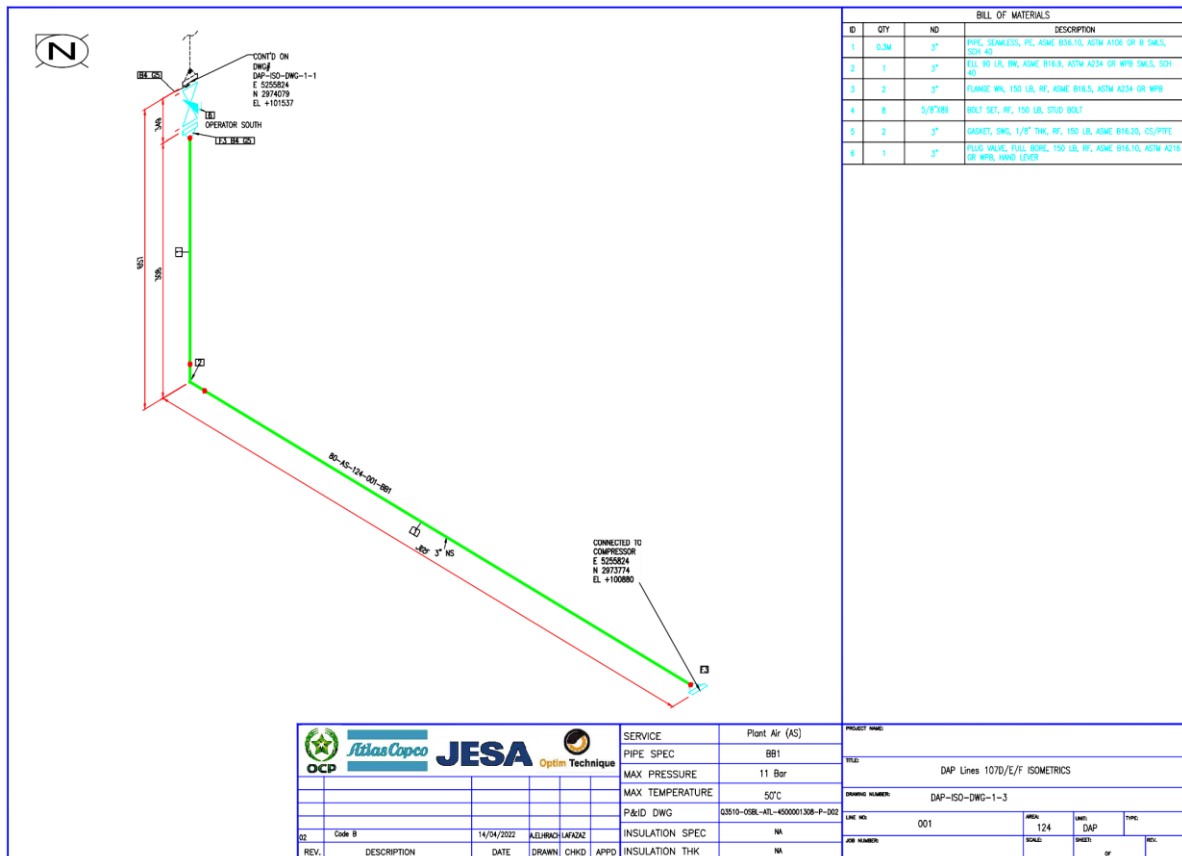 N
CONT'D ON
DWG#
DAP-ISO-DWG-1-1
E 5255824
N 2974079
EL +101537
B4 G5
6
OPERATOR SOUTH
F3 B4 G5
1
2
80-AS-124-001-BB1
1
3" NS
CONNECTED TO
COMPRESSOR
E 5255824
N 2973774
EL +100880
F3
BILL OF MATERIALS
ID QTY ND DESCRIPTION
1 0.3M 3" PIPE, SEAMLESS, PE, ASME B36.10, ASTM A106 GR B SMLS,
SCH 40
2 1 3" ELL 90 LR, BW, ASME B16.9, ASTM A234 GR WPB SMLS, SCH
40
3 2 3" FLANGE WN, 150 LB, RF, ASME B16.5, ASTM A234 GR WPB
4 8 5/8"X89 BOLT SET, RF, 150 LB, STUD BOLT
5 2 3" GASKET, SWG, 1/8" THK, RF, 150 LB, ASME B16.20, CS/PTFE
6 1 3" PLUG VALVE, FULL BORE, 150 LB, RF, ASME B16.10, ASTM A216
GR WPB, HAND LEVER
OCP
Atlas Copco
JESA
Optim Technique
02 Code B 14/04/2022 A.ELHRACH LAFAZAZ
REV. DESCRIPTION DATE DRAWN CHKD APPD
SERVICE Plant Air (AS)
PIPE SPEC BB1
MAX PRESSURE 11 Bar
MAX TEMPERATURE 50°C
P&ID DWG Q3510-OSBL-ATL-4500001308-P-D02
INSULATION SPEC NA
INSULATION THK NA
PROJECT NAME:
TITLE:
DAP Lines 107D/E/F ISOMETRICS
DRAWING NUMBER: DAP-ISO-DWG-1-3
LINE NO: 001
AREA: 124
UNIT: DAP
TYPE:
JOB NUMBER:
SCALE:
SHEET: OF
REV.